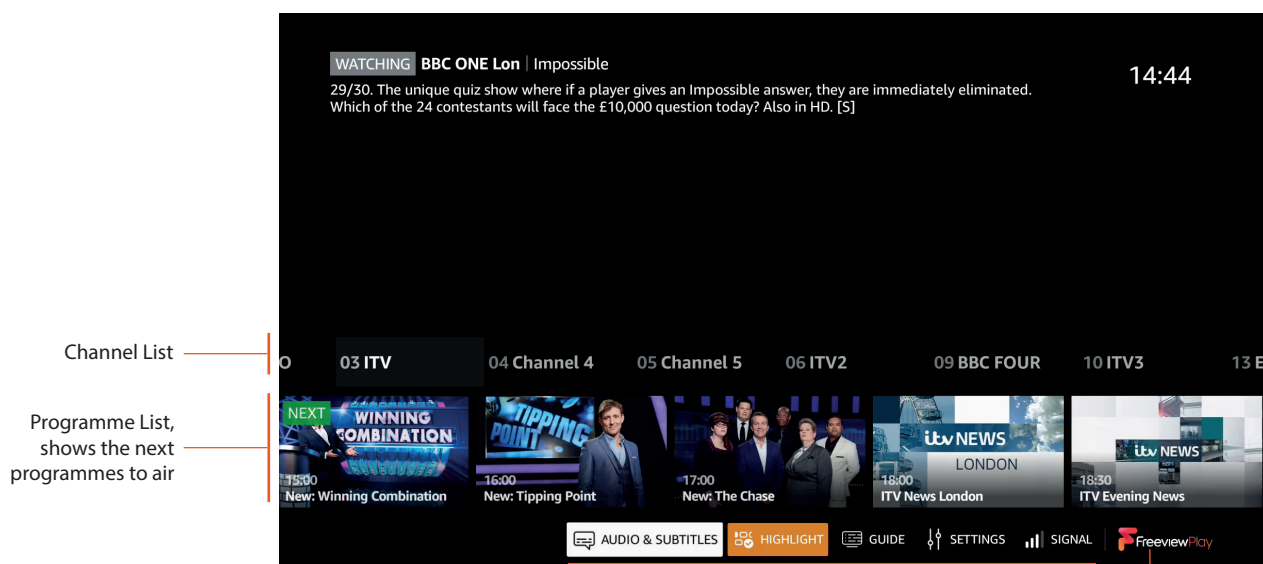 WATCHING BBC ONE Lon | Impossible
14:44
29/30. The unique quiz show where if a player gives an Impossible answer, they are immediately eliminated.
Which of the 24 contestants will face the £10,000 question today? Also in HD. [S]
Channel List
O 03 ITV 04 Channel 4 05 Channel 5 06 ITV2 09 BBC FOUR 10 ITV3 13 E
Programme List,
shows the next
programmes to air
NEXT
WINNING
COMBINATION
15:00
New: Winning Combination
TIPPING
POINT
16:00
New: Tipping Point
17:00
New: The Chase
itv NEWS
LONDON
18:00
ITV News London
itv NEWS
18:30
ITV Evening News
AUDIO & SUBTITLES HIGHLIGHT GUIDE SETTINGS SIGNAL FreeviewPlay